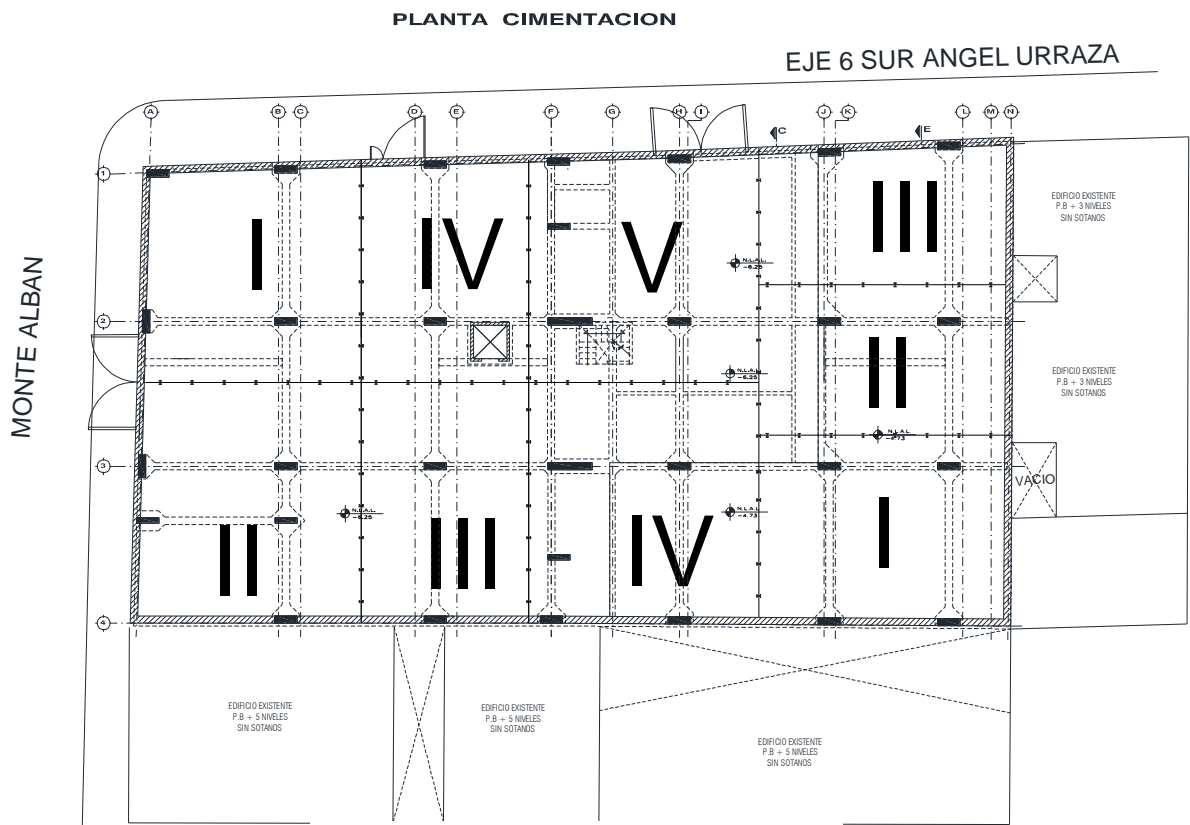 PLANTA CIMENTACION
EJE 6 SUR ANGEL URRAZA
A B C D E F G H I J K L M N
C
E
1
MONTE ALBAN
I
IV
V
III
EDIFICIO EXISTENTE
P.B + 3 NIVELES
SIN SOTANOS
N.L.A.L.
-6.25
2
II
N.L.A.L.
-6.25
EDIFICIO EXISTENTE
P.B + 3 NIVELES
SIN SOTANOS
N.L.A.L.
-4.73
3
VACIO
N.L.A.L.
-6.25
N.L.A.L.
-4.73
II
III
IV
I
4
EDIFICIO EXISTENTE
P.B + 5 NIVELES
SIN SOTANOS
EDIFICIO EXISTENTE
P.B + 5 NIVELES
SIN SOTANOS
EDIFICIO EXISTENTE
P.B + 5 NIVELES
SIN SOTANOS